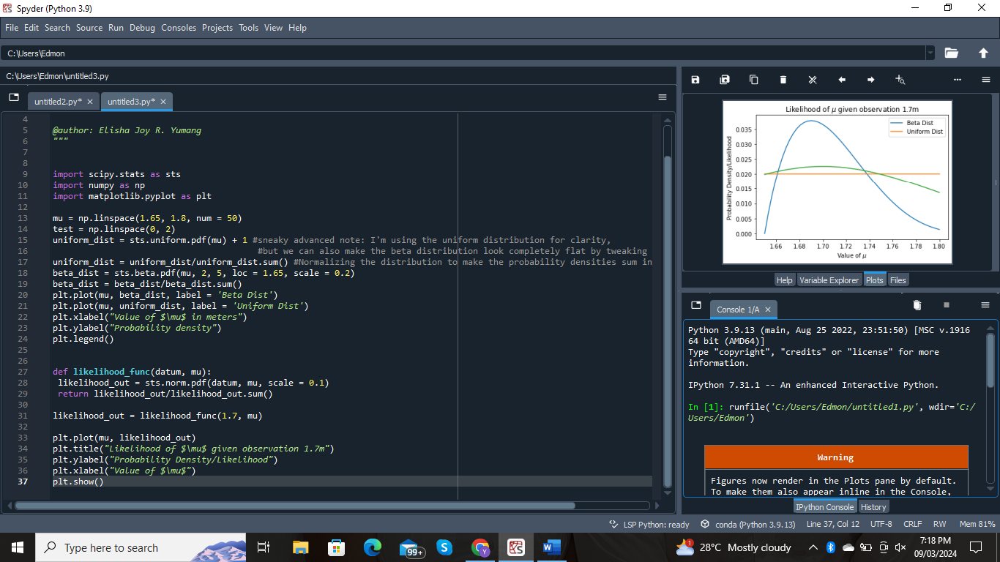 Spyder (Python 3.9)
File Edit Search Source Run Debug Consoles Projects Tools View Help
C:\Users\Edmon
C:\Users\Edmon\untitled3.py
untitled2.py*
untitled3.py*
4
5 @author: Elisha Joy R. Yumang
6 """
7
8
9 import scipy.stats as sts
10 import numpy as np
11 import matplotlib.pyplot as plt
12
13 mu = np.linspace(1.65, 1.8, num = 50)
14 test = np.linspace(0, 2)
15 uniform_dist = sts.uniform.pdf(mu) + 1 #sneaky advanced note: I'm using the uniform distribution for clarity,
16 #but we can also make the beta distribution look completely flat by tweaking
17 uniform_dist = uniform_dist/uniform_dist.sum() #Normalizing the distribution to make the probability densities sum in
18 beta_dist = sts.beta.pdf(mu, 2, 5, loc = 1.65, scale = 0.2)
19 beta_dist = beta_dist/beta_dist.sum()
20 plt.plot(mu, beta_dist, label = 'Beta Dist')
21 plt.plot(mu, uniform_dist, label = 'Uniform Dist')
22 plt.xlabel("Value of $\mu$ in meters")
23 plt.ylabel("Probability density")
24 plt.legend()
25
26
27 def likelihood_func(datum, mu):
28 likelihood_out = sts.norm.pdf(datum, mu, scale = 0.1)
29 return likelihood_out/likelihood_out.sum()
30
31 likelihood_out = likelihood_func(1.7, mu)
32
33 plt.plot(mu, likelihood_out)
34 plt.title("Likelihood of $\mu$ given observation 1.7m")
35 plt.ylabel("Probability Density/Likelihood")
36 plt.xlabel("Value of $\mu$")
37 plt.show()
Likelihood of μ given observation 1.7m
Beta Dist
Uniform Dist
Probability Density/Likelihood
0.035
0.030
0.025
0.020
0.015
0.010
0.005
0.000
1.66 1.68 1.70 1.72 1.74 1.76 1.78 1.80
Value of μ
Help Variable Explorer Plots Files
Console 1/A
Python 3.9.13 (main, Aug 25 2022, 23:51:50) [MSC v.1916
64 bit (AMD64)]
Type "copyright", "credits" or "license" for more
information.
IPython 7.31.1 -- An enhanced Interactive Python.
In [1]: runfile('C:/Users/Edmon/untitled1.py', wdir='C:/
Users/Edmon')
Warning
Figures now render in the Plots pane by default.
To make them also appear inline in the Console,
IPython Console History
LSP Python: ready conda (Python 3.9.13) Line 37, Col 12 UTF-8 CRLF RW Mem 81%
Type here to search
99+
Y
1
28°C Mostly cloudy
7:18 PM
09/03/2024